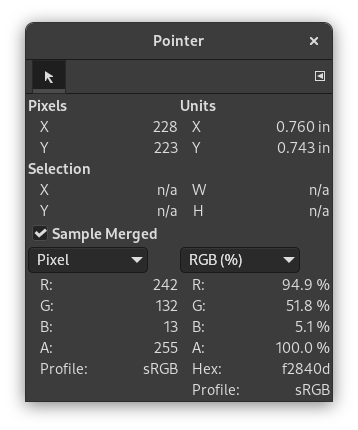 Pointer
Pixels Units
X 228 X 0.760 in
Y 223 Y 0.743 in
Selection
X n/a W n/a
Y n/a H n/a
Sample Merged
Pixel RGB (%)
R: 242 R: 94.9 %
G: 132 G: 51.8 %
B: 13 B: 5.1 %
A: 255 A: 100.0 %
Profile: sRGB Hex: f2840d
Profile: sRGB